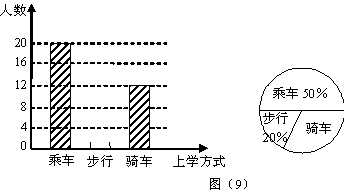 人数
20
16
12
8
4
0
乘车 步行 骑车 上学方式
乘车 50%
步行
20%
骑车
图（9）